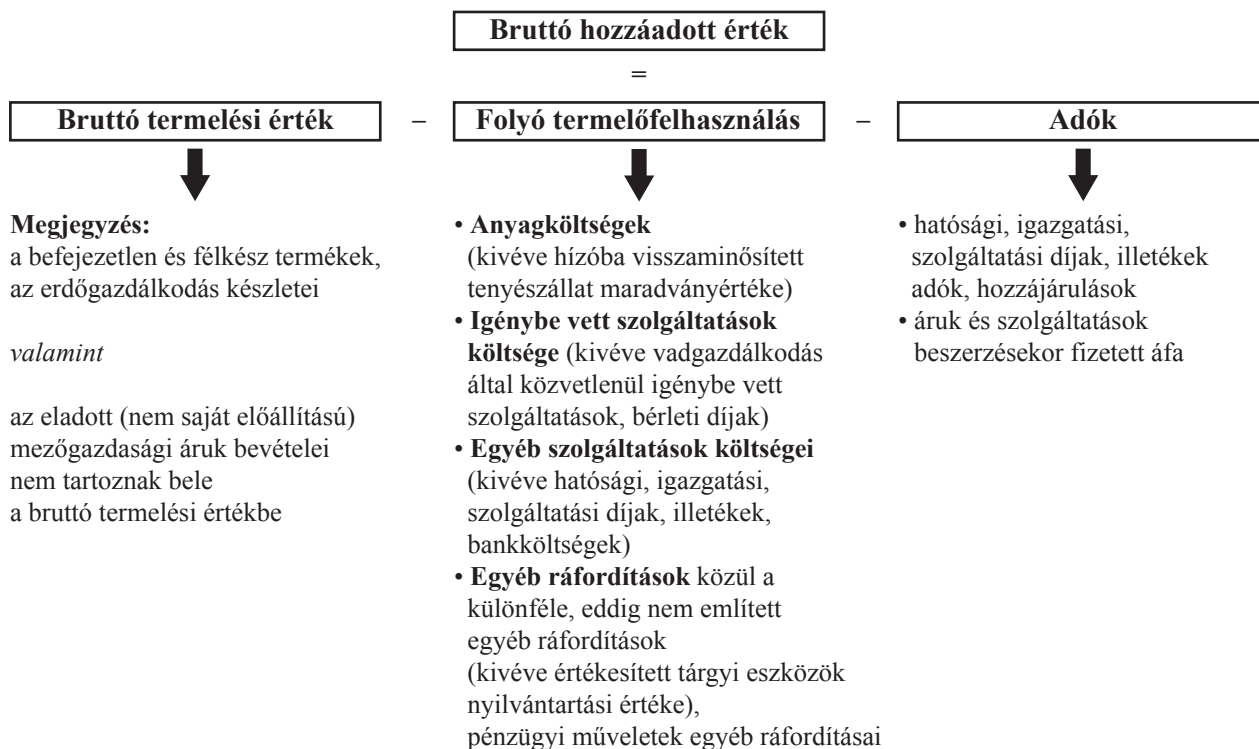 Bruttó hozzáadott érték
=
Bruttó termelési érték
–
Folyó termelőfelhasználás
–
Adók
Megjegyzés:
a befejezetlen és félkész termékek,
az erdőgazdálkodás készletei
valamint
az eladott (nem saját előállítású)
mezőgazdasági áruk bevételei
nem tartoznak bele
a bruttó termelési értékbe
• Anyagköltségek
(kivéve hízóba visszaminősített
tenyészállat maradványértéke)
• Igénybe vett szolgáltatások
költsége (kivéve vadgazdálkodás
által közvetlenül igénybe vett
szolgáltatások, bérleti díjak)
• Egyéb szolgáltatások költségei
(kivéve hatósági, igazgatási,
szolgáltatási díjak, illetékek,
bankköltségek)
• Egyéb ráfordítások közül a
különféle, eddig nem említett
egyéb ráfordítások
(kivéve értékesített tárgyi eszközök
nyilvántartási értéke),
pénzügyi műveletek egyéb ráfordításai
• hatósági, igazgatási,
szolgáltatási díjak, illetékek
adók, hozzájárulások
• áruk és szolgáltatások
beszerzésekor fizetett áfa